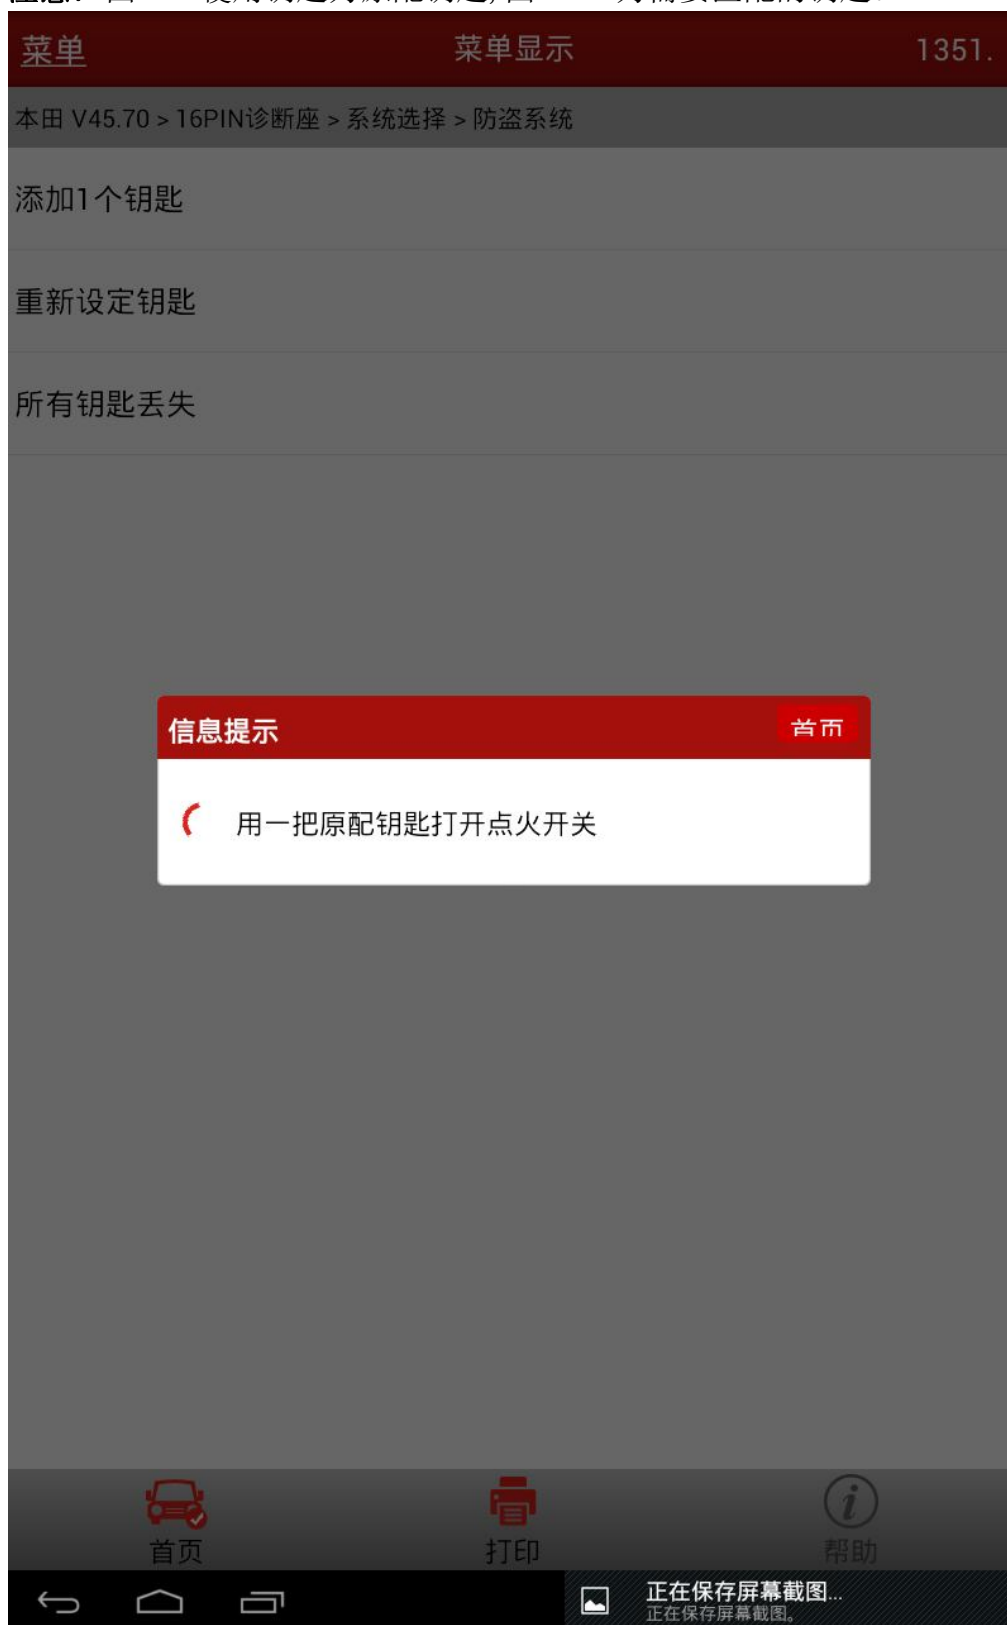 菜单 菜单显示 1351.
本田 V45.70 > 16PIN诊断座 > 系统选择 > 防盗系统
添加1个钥匙
重新设定钥匙
所有钥匙丢失
信息提示 首页
用一把原配钥匙打开点火开关
首页 打印 帮助
正在保存屏幕截图...
正在保存屏幕截图。